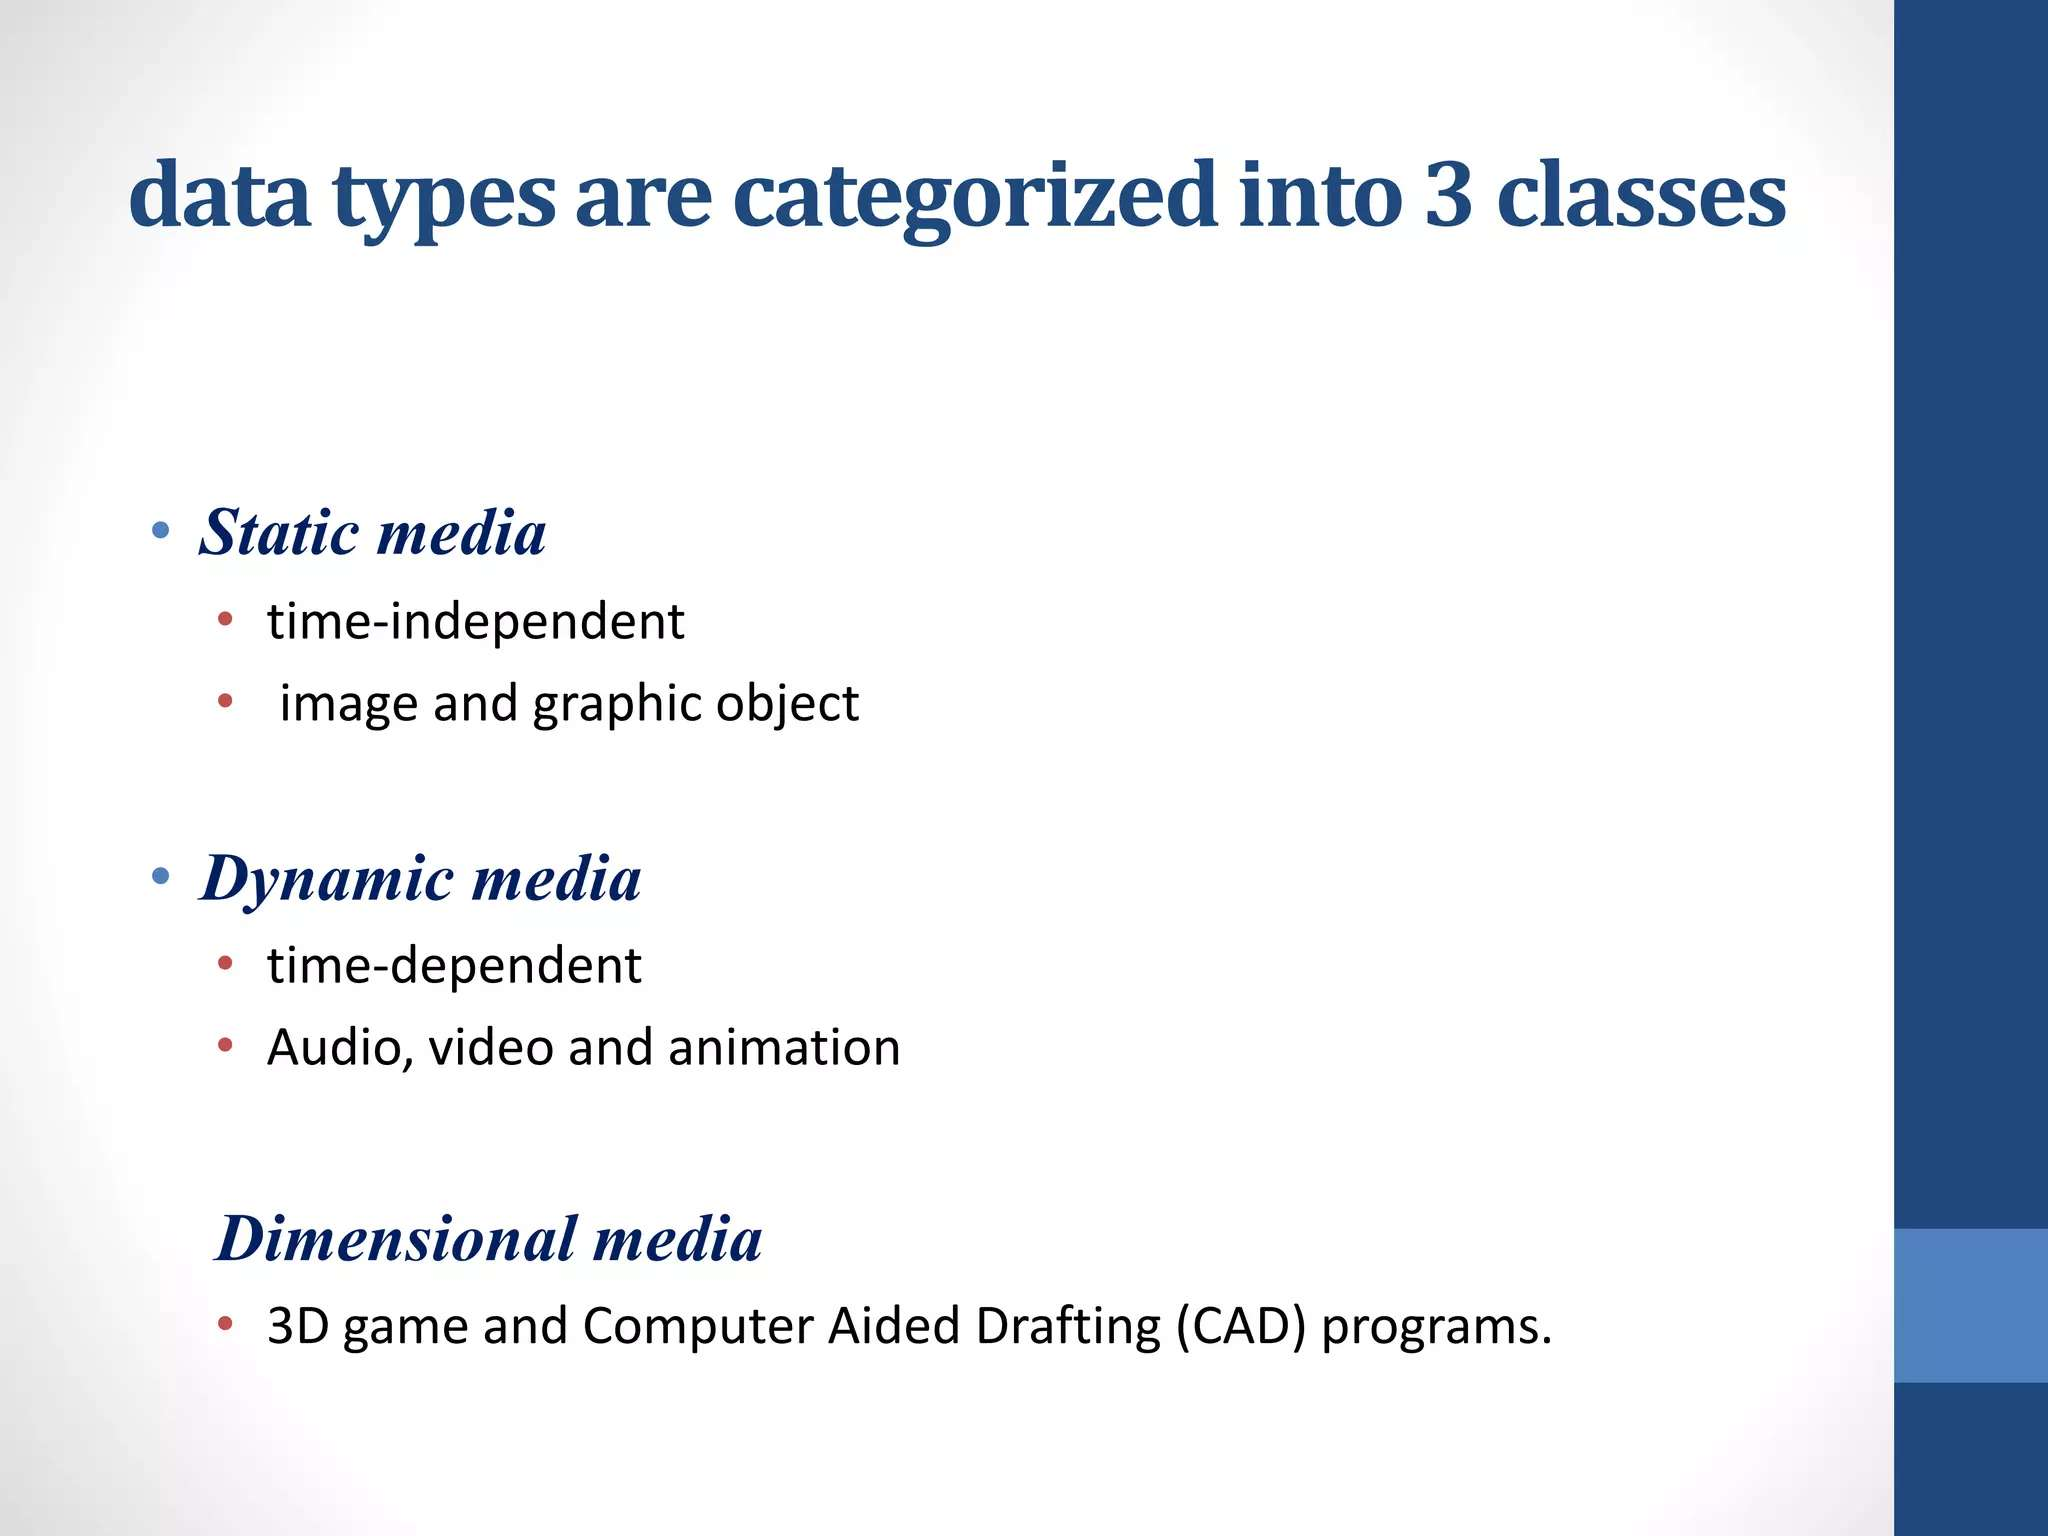 data types are categorized into 3 classes
• Static media
• time-independent
• image and graphic object
• Dynamic media
• time-dependent
• Audio, video and animation
Dimensional media
• 3D game and Computer Aided Drafting (CAD) programs.